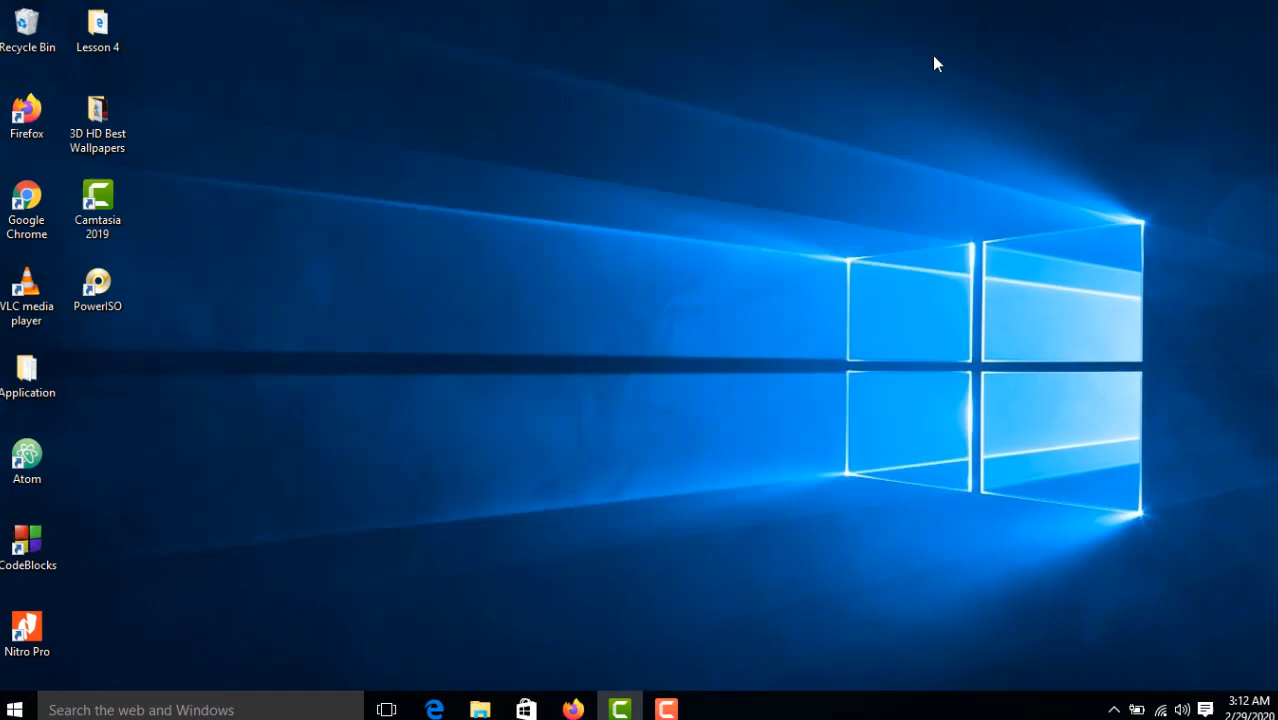 Recycle Bin
Lesson 4
Firefox
3D HD Best
Wallpapers
Google
Chrome
Camtasia
2019
VLC media
player
PowerISO
Application
Atom
CodeBlocks
Nitro Pro
Search the web and Windows
3:12 AM
2/29/2020